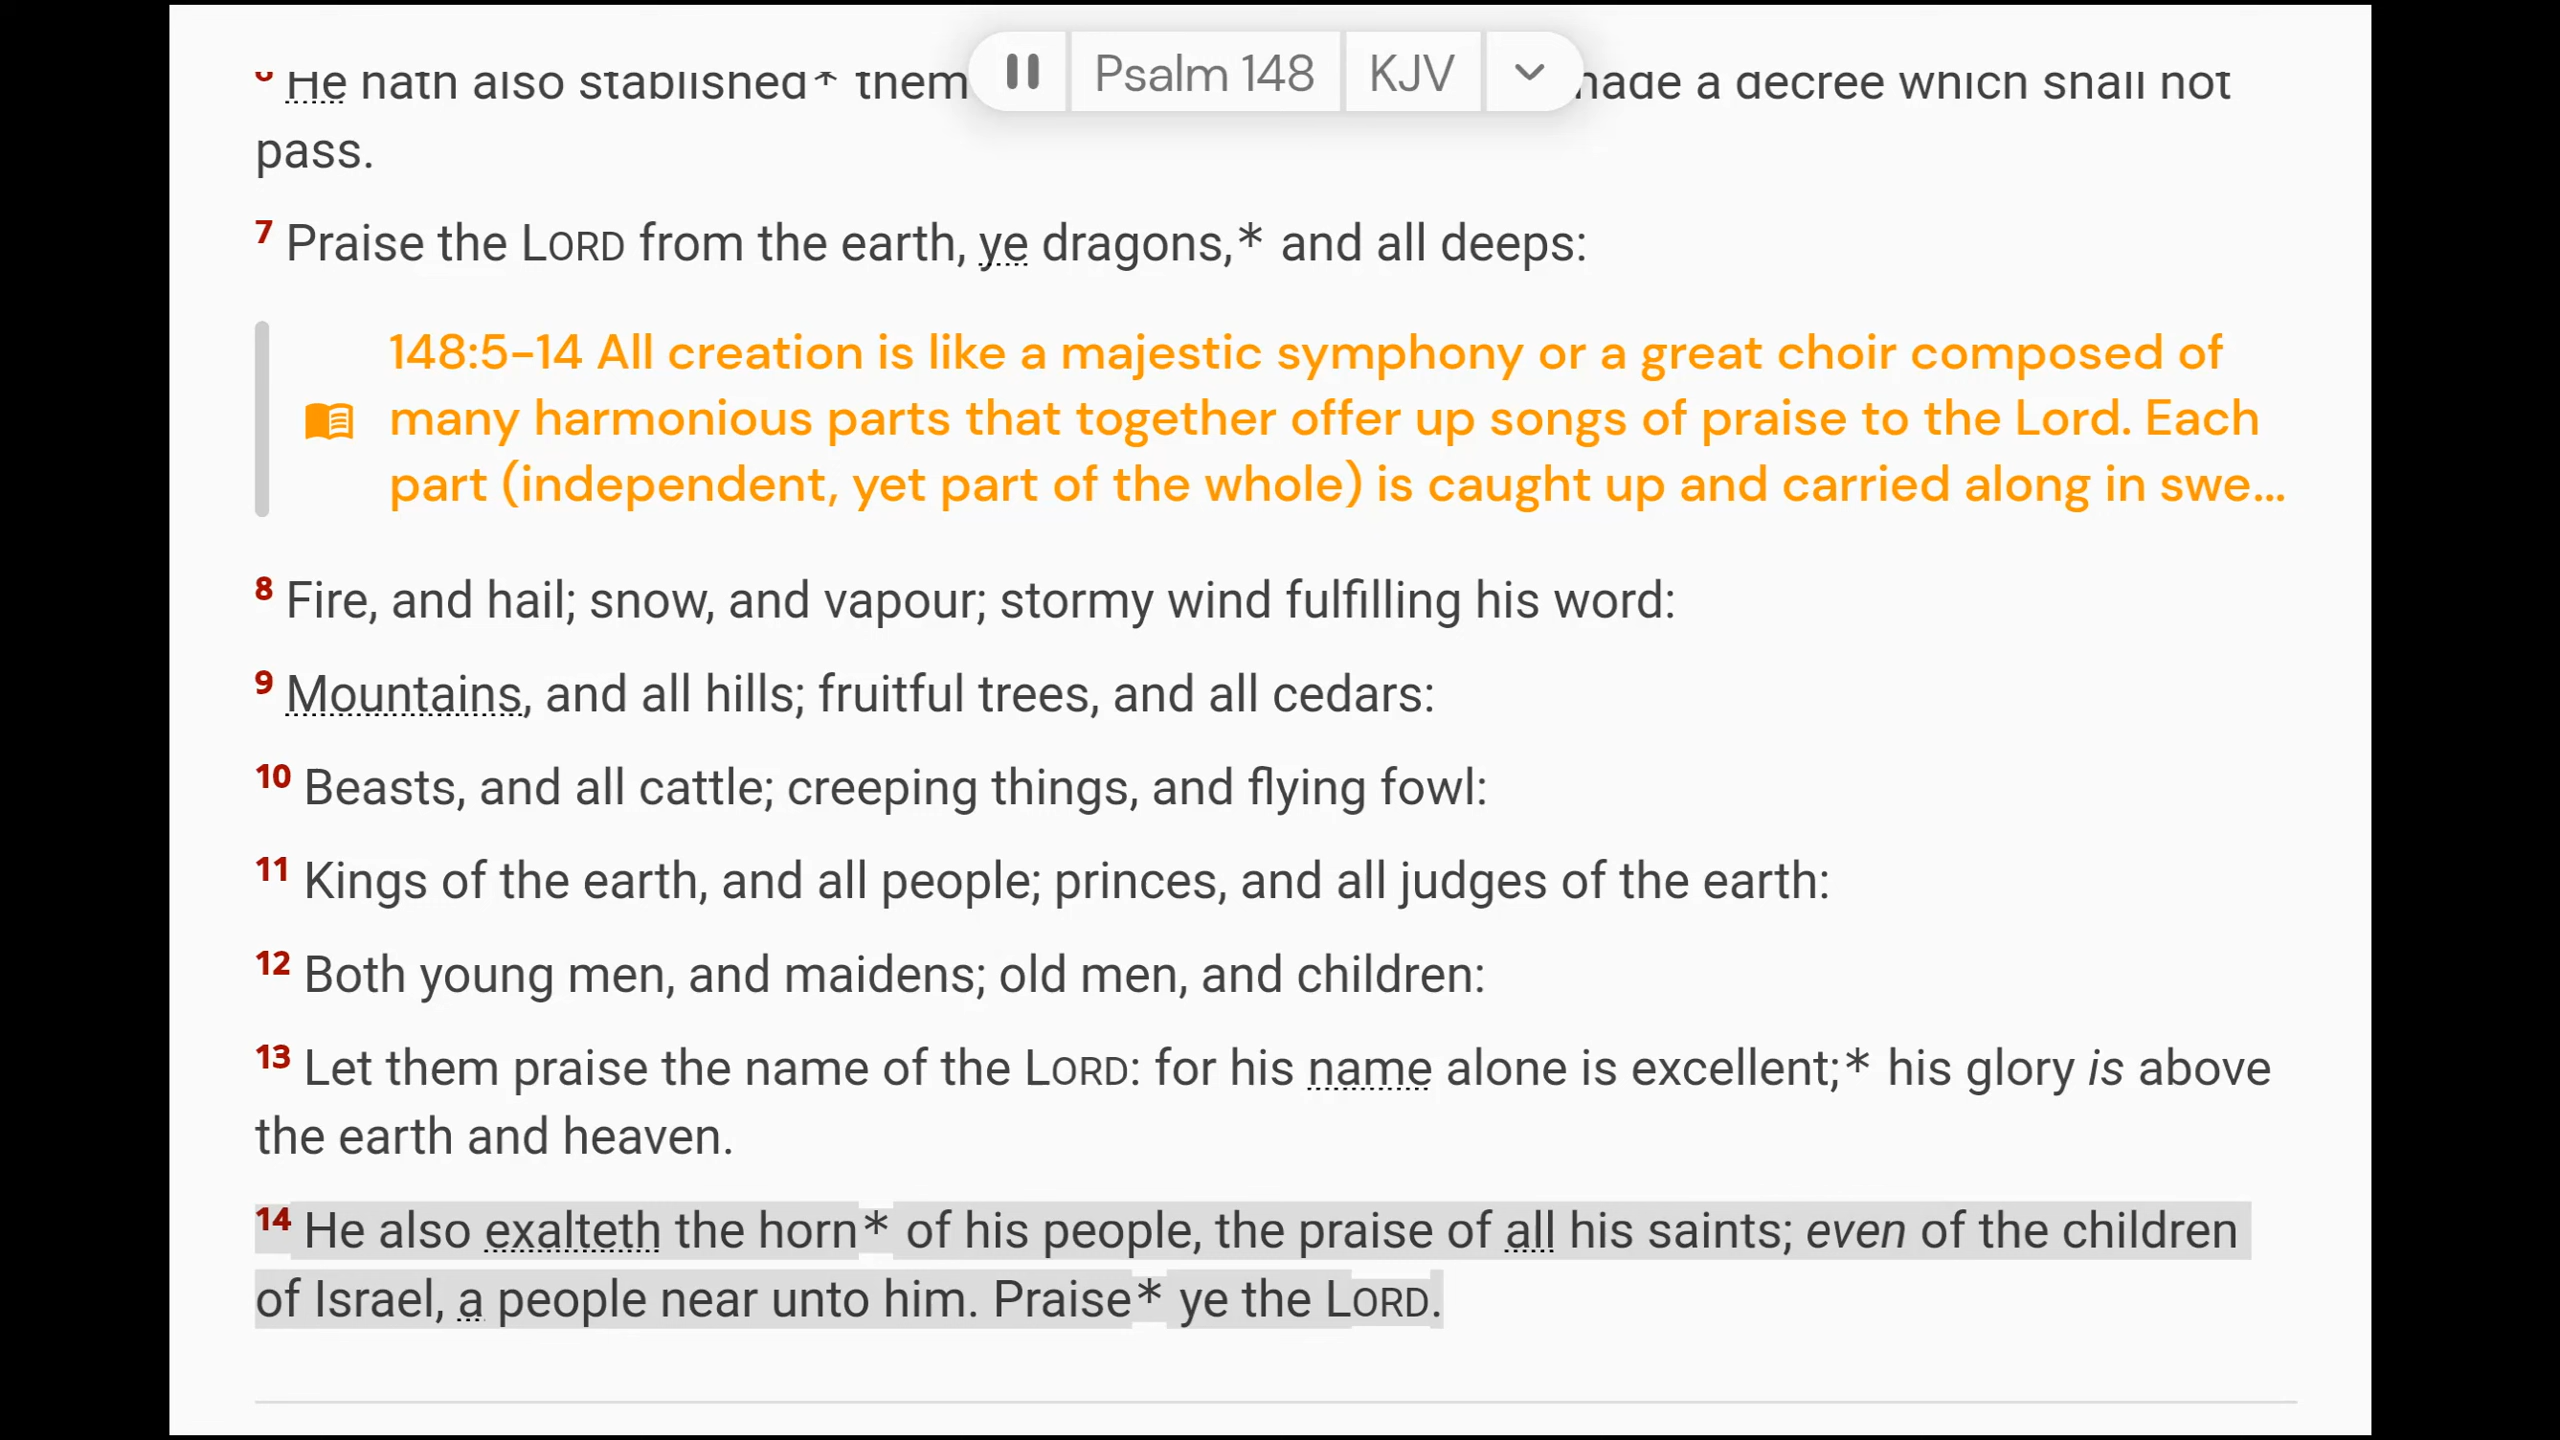 Psalm 148 KJV
6 He hath also stablished* them made a decree which shall not
pass.
7 Praise the LORD from the earth, ye dragons,* and all deeps:
148:5-14 All creation is like a majestic symphony or a great choir composed of
many harmonious parts that together offer up songs of praise to the Lord. Each
part (independent, yet part of the whole) is caught up and carried along in swe...
8 Fire, and hail; snow, and vapour; stormy wind fulfilling his word:
9 Mountains, and all hills; fruitful trees, and all cedars:
10 Beasts, and all cattle; creeping things, and flying fowl:
11 Kings of the earth, and all people; princes, and all judges of the earth:
12 Both young men, and maidens; old men, and children:
13 Let them praise the name of the LORD: for his name alone is excellent;* his glory is above
the earth and heaven.
14 He also exalteth the horn* of his people, the praise of all his saints; even of the children
of Israel, a people near unto him. Praise* ye the LORD.